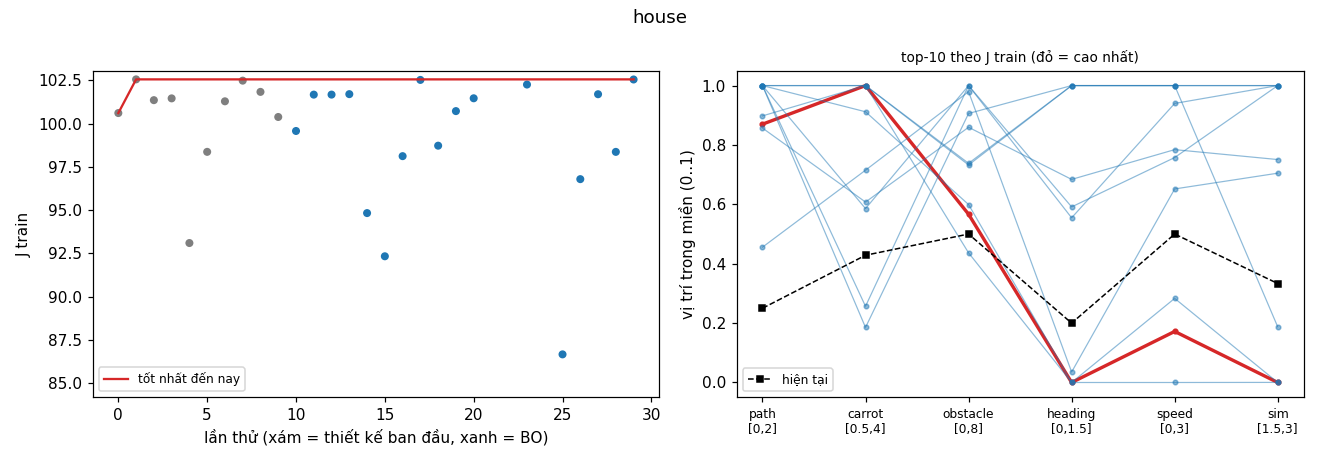 house
102.5
100.0
97.5
95.0
92.5
90.0
87.5
85.0
J train
tốt nhất đến nay
0
5
10
15
20
25
30
lần thử (xám = thiết kế ban đầu, xanh = BO)
top-10 theo J train (đỏ = cao nhất)
1.0
0.8
0.6
0.4
0.2
0.0
vị trí trong miền (0..1)
hiện tại
path
[0,2]
carrot
[0.5,4]
obstacle
[0,8]
heading
[0,1.5]
speed
[0,3]
sim
[1.5,3]